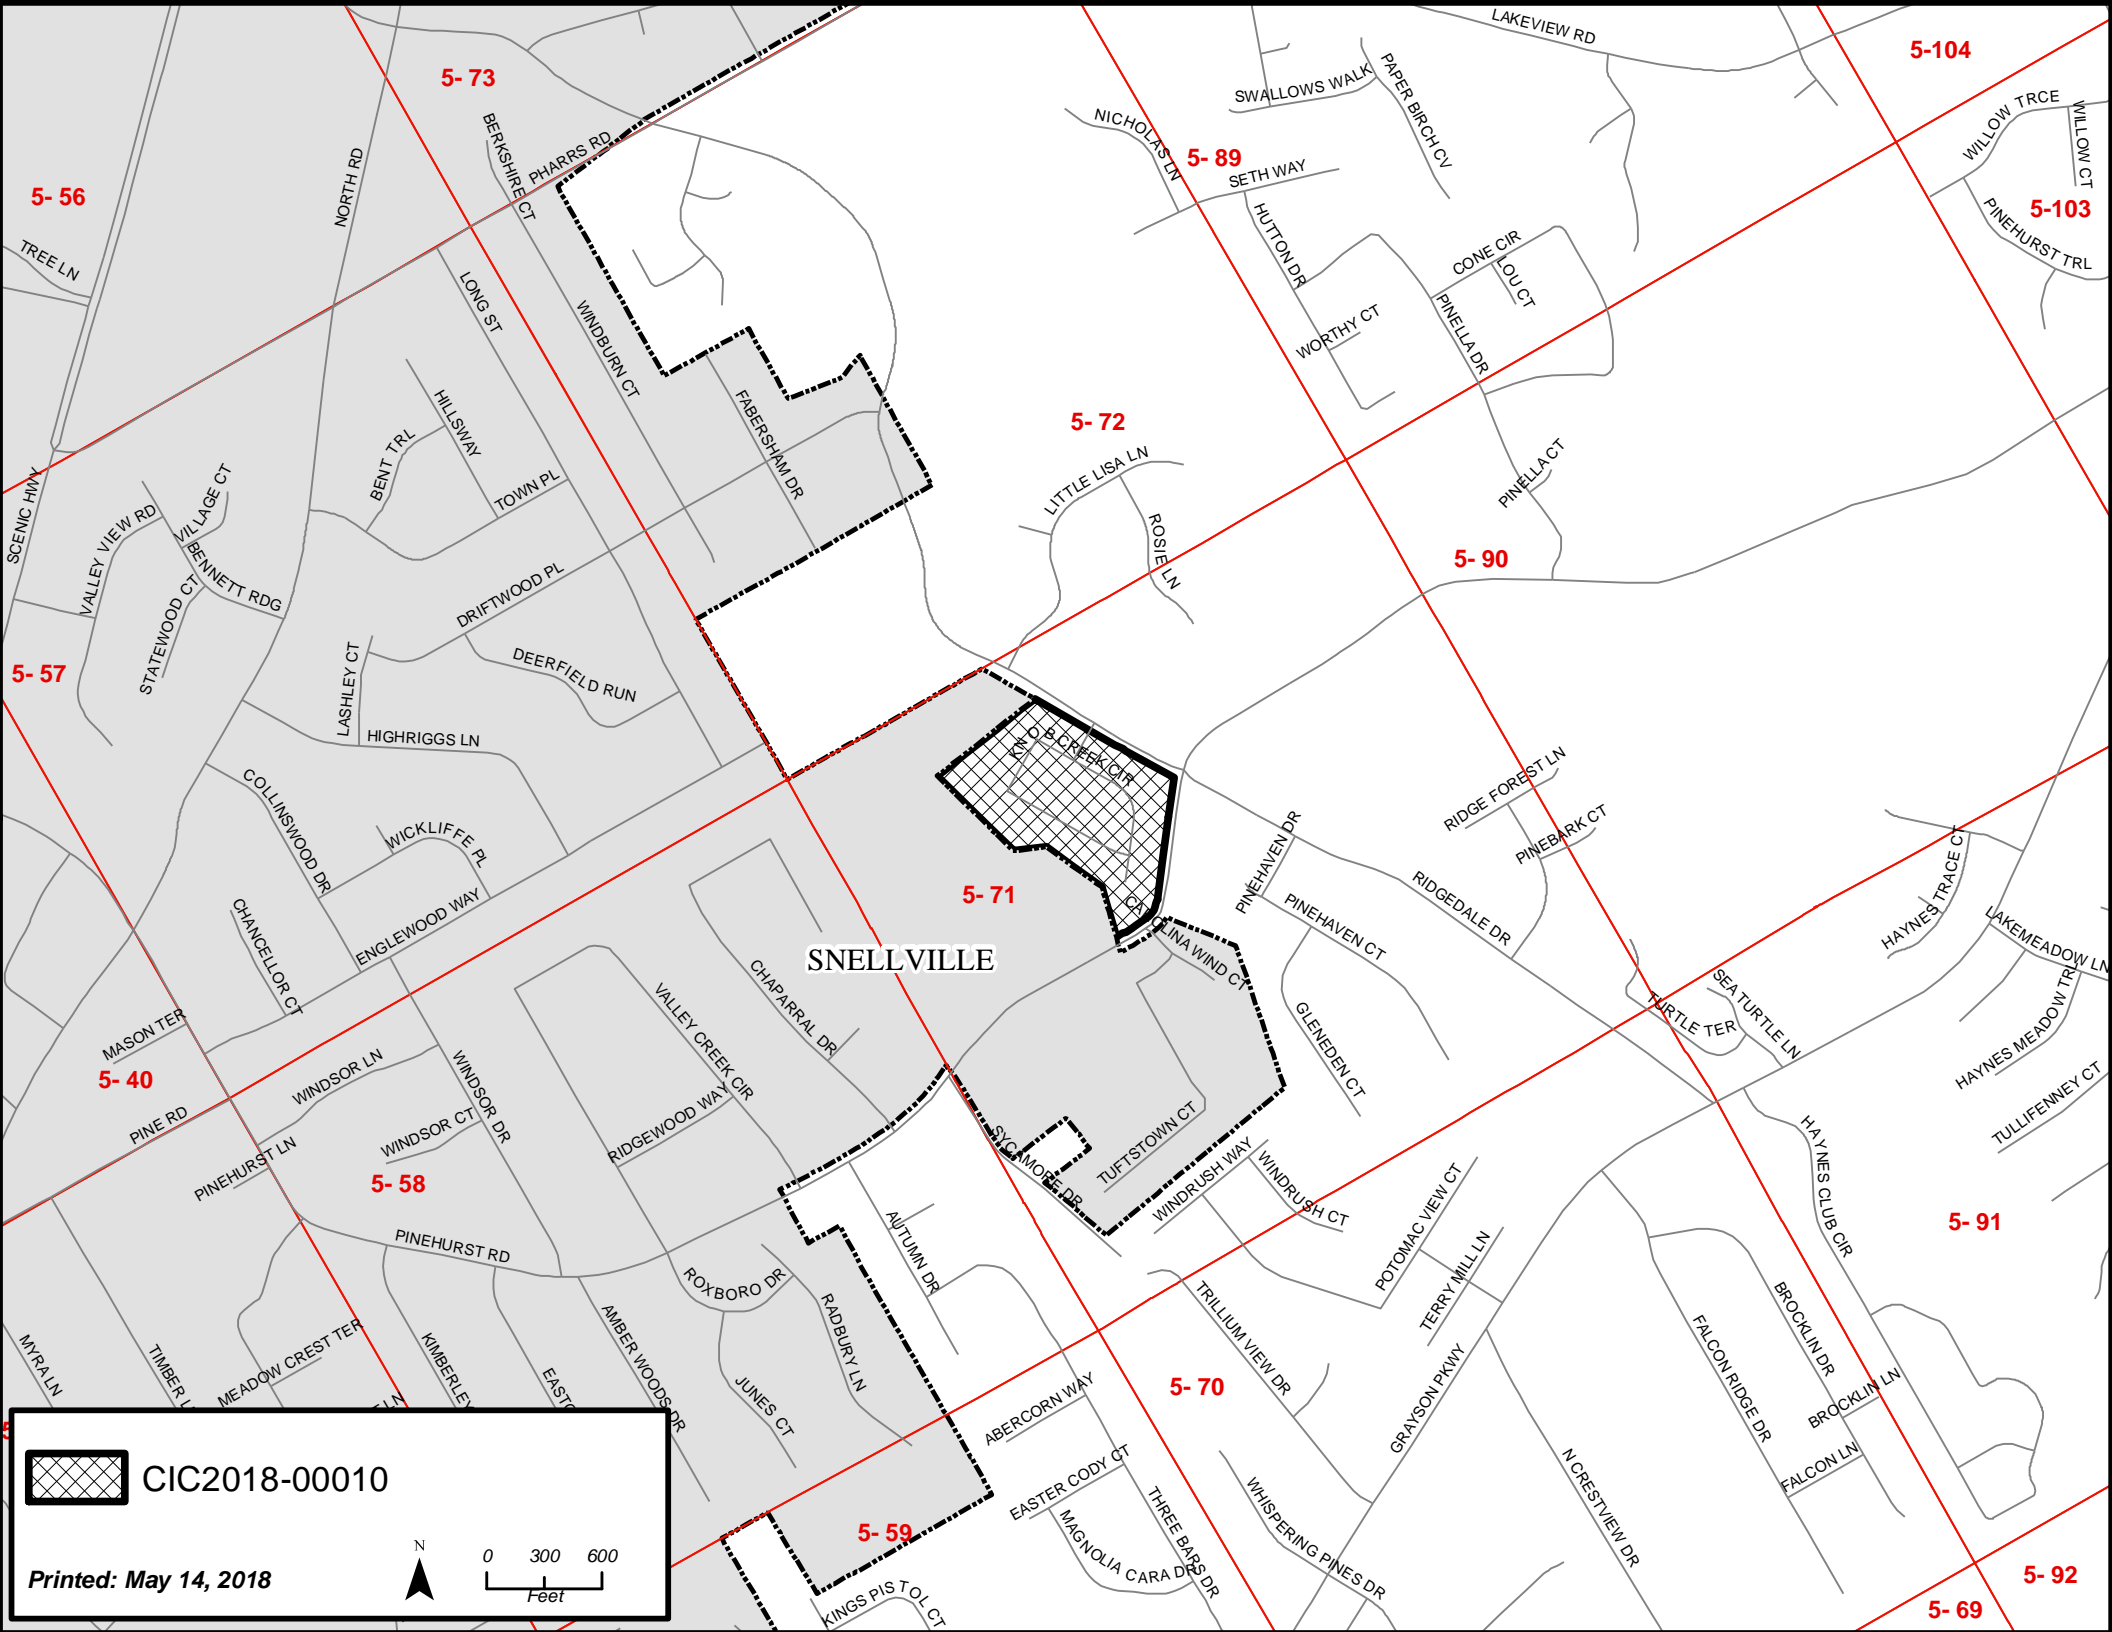 LAKEVIEW RD
5-104
5- 73
SWALLOWS WALK
PAPER BIRCH CV
WILLOW TRCE
WILLOW CT
NICHOLAS LN
BERKSHIRE CT
PHARRS RD
NORTH RD
5- 89
SETH WAY
5- 56
5-103
PINEHURST TRL
HUTTON DR
TREE LN
CONE CIR
LOU CT
LONG ST
WINDBURN CT
WORTHY CT
PINELLA DR
HILLSWAY
FABERSHAM DR
5- 72
BENT TRL
LITTLE LISA LN
PINELLA CT
SCENIC HWY
VILLAGE CT
TOWN PL
VALLEY VIEW RD
ROSIE LN
BENNETT RDG
5- 90
STATEWOOD CT
DRIFTWOOD PL
5- 57
LASHLEY CT
DEERFIELD RUN
HIGHRIGGS LN
KNOB CREEK CIR
COLLINSWOOD DR
WICKLIFFE PL
RIDGE FOREST LN
PINEBARK CT
PINEHAVEN DR
HAYNES TRACE CT
5- 71
RIDGEDALE DR
CHANCELLOR CT
ENGLEWOOD WAY
PINEHAVEN CT
CAROLINA WIND CT
LAKEMEADOW LN
SNELLVILLE
CHAPARRAL DR
VALLEY CREEK CIR
SEA TURTLE LN
TURTLE TER
HAYNES MEADOW TRL
GLENEDEN CT
MASON TER
WINDSOR LN
WINDSOR DR
5- 40
PINE RD
WINDSOR CT
RIDGEWOOD WAY
TULLIFENNEY CT
SYCAMORE DR
TUFTSTOWN CT
PINEHURST LN
5- 58
WINDRUSH WAY
WINDRUSH CT
HAYNES CLUB CIR
POTOMAC VIEW CT
5- 91
PINEHURST RD
AUTUMN DR
TERRY MILL LN
ROXBORO DR
RADBURY LN
TRILLIUM VIEW DR
BROCKLIN DR
FALCON RIDGE DR
MYRA LN
TIMBER L
MEADOW CREST TER
KIMBERLEY
EASTO
AMBER WOODS DR
JUNES CT
5- 70
GRAYSON PKWY
BROCKLIN LN
ABERCORN WAY
FALCON LN
EASTER CODY CT
N CRESTVIEW DR
THREE BARS DR
WHISPERING PINES DR
MAGNOLIA CARA DR
5- 59
KINGS PISTOL CT
5- 92
5- 69
CIC2018-00010
N
0 300 600
Feet
Printed: May 14, 2018